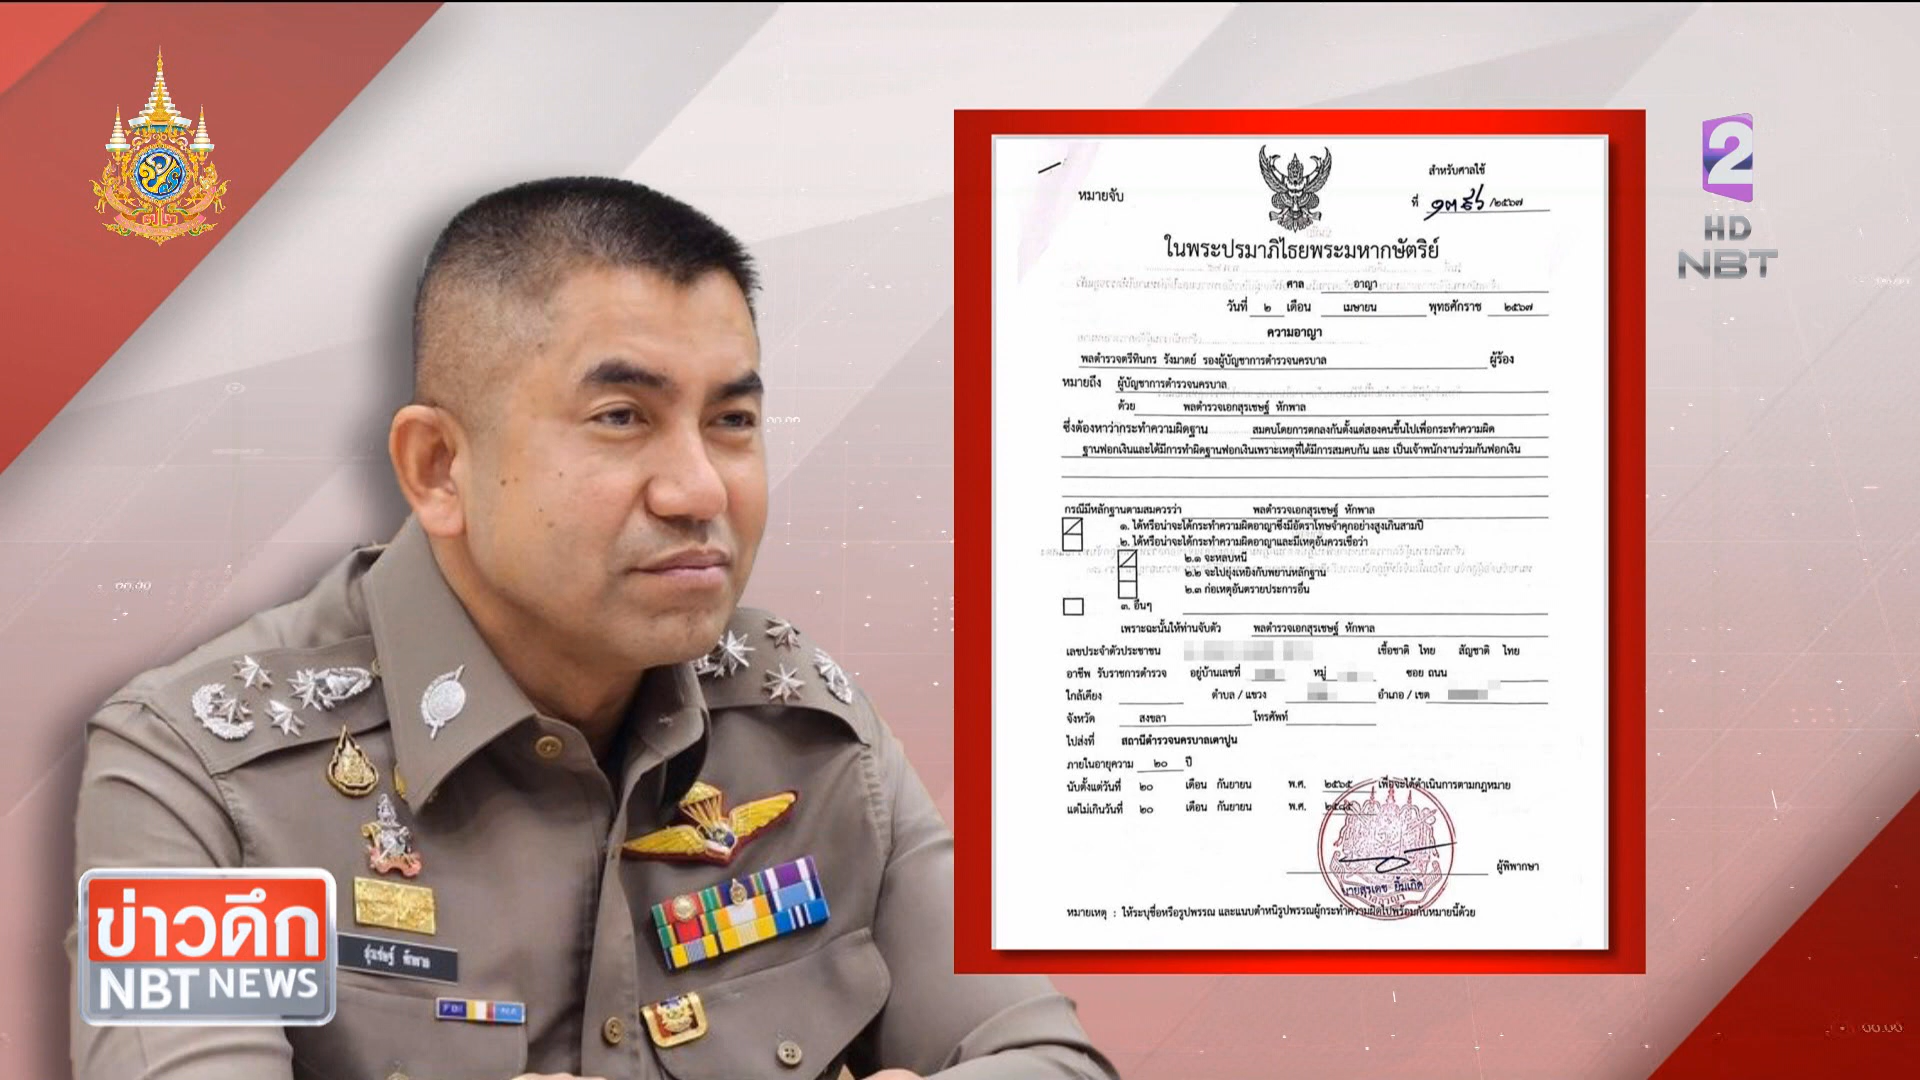 2
HD
NBT
สำหรับศาลใช้
หมายจับ
ที่ ๑๓๕๖ /๒๕๖๗
ในพระปรมาภิไธยพระมหากษัตริย์
ศาล อาญา
วันที่ ๒ เดือน เมษายน พุทธศักราช ๒๕๖๗
ความอาญา
พลตำรวจตรีทินกร รังมาตย์ รองผู้บัญชาการตำรวจนครบาล ผู้ร้อง
หมายถึง ผู้บัญชาการตำรวจนครบาล
ด้วย พลตำรวจเอกสุรเชษฐ์ หักพาล
ซึ่งต้องหาว่ากระทำความผิดฐาน สมคบโดยการตกลงกันตั้งแต่สองคนขึ้นไปเพื่อกระทำความผิด
ฐานฟอกเงินและได้มีการทำผิดฐานฟอกเงินเพราะเหตุที่ได้มีการสมคบกัน และ เป็นเจ้าพนักงานร่วมกันฟอกเงิน
กรณีมีหลักฐานตามสมควรว่า พลตำรวจเอกสุรเชษฐ์ หักพาล
๑. ได้หรือน่าจะได้กระทำความผิดอาญาซึ่งมีอัตราโทษจำคุกอย่างสูงเกินสามปี
๒. ได้หรือน่าจะได้กระทำความผิดอาญาและมีเหตุอันควรเชื่อว่า
๒.๑ จะหลบหนี
๒.๒ จะไปยุ่งเหยิงกับพยานหลักฐาน
๒.๓ ก่อเหตุอันตรายประการอื่น
๓. อื่นๆ
เพราะฉะนั้นให้ท่านจับตัว พลตำรวจเอกสุรเชษฐ์ หักพาล
เลขประจำตัวประชาชน เชื้อชาติ ไทย สัญชาติ ไทย
อาชีพ รับราชการตำรวจ อยู่บ้านเลขที่ หมู่ ซอย ถนน
ใกล้เคียง ตำบล / แขวง อำเภอ / เขต
จังหวัด สงขลา โทรศัพท์
ไปส่งที่ สถานีตำรวจนครบาลเตาปูน
ภายในอายุความ ๒๐ ปี
นับตั้งแต่วันที่ ๒๐ เดือน กันยายน พ.ศ. ๒๕๖๕ เพื่อจะได้ดำเนินการตามกฎหมาย
แต่ไม่เกินวันที่ ๒๐ เดือน กันยายน พ.ศ. ๒๕๘๕
ผู้พิพากษา
นายสุรเดช ยิ้มเกิด
หมายเหตุ : ให้ระบุชื่อหรือรูปพรรณ และแนบตำหนิรูปพรรณผู้กระทำความผิดไปพร้อมกับหมายนี้ด้วย
สุรเชษฐ์ หักพาล
FBI NA
ข่าวดึก
NBT NEWS